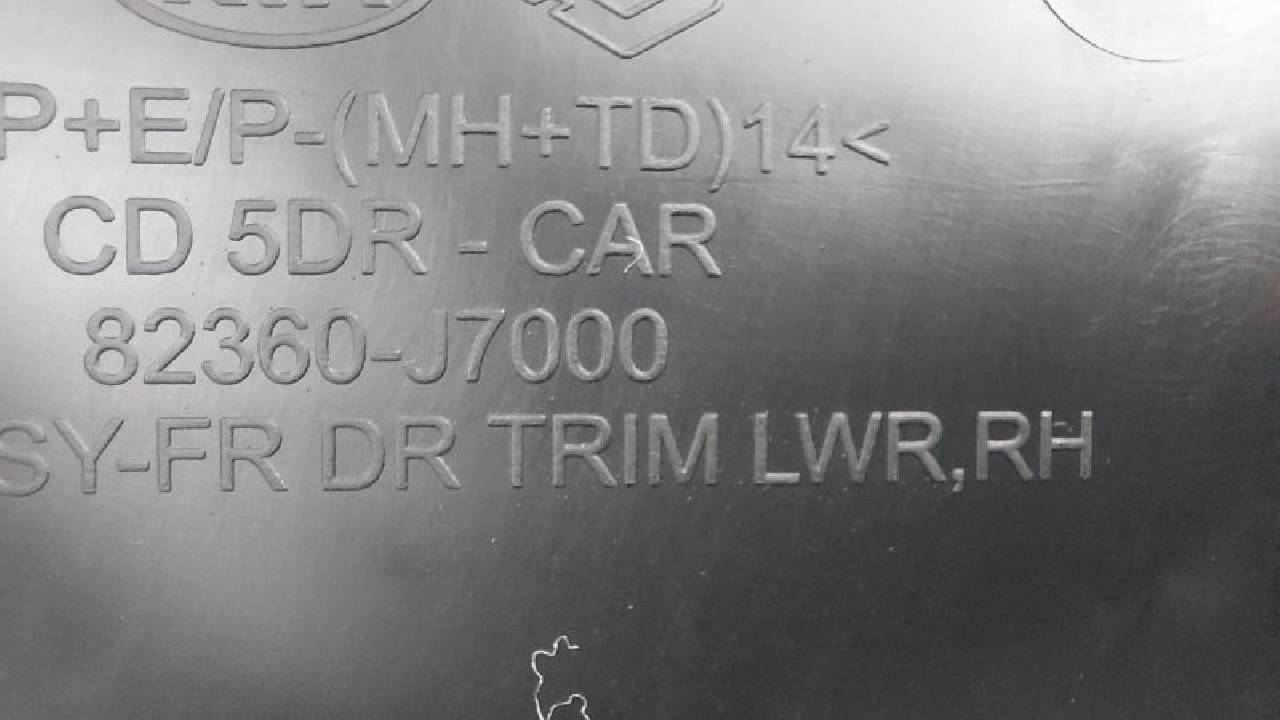 P+E/P-(MH+TD)14<
CD 5DR - CAR
82360-J7000
SY-FR DR TRIM LWR,RH